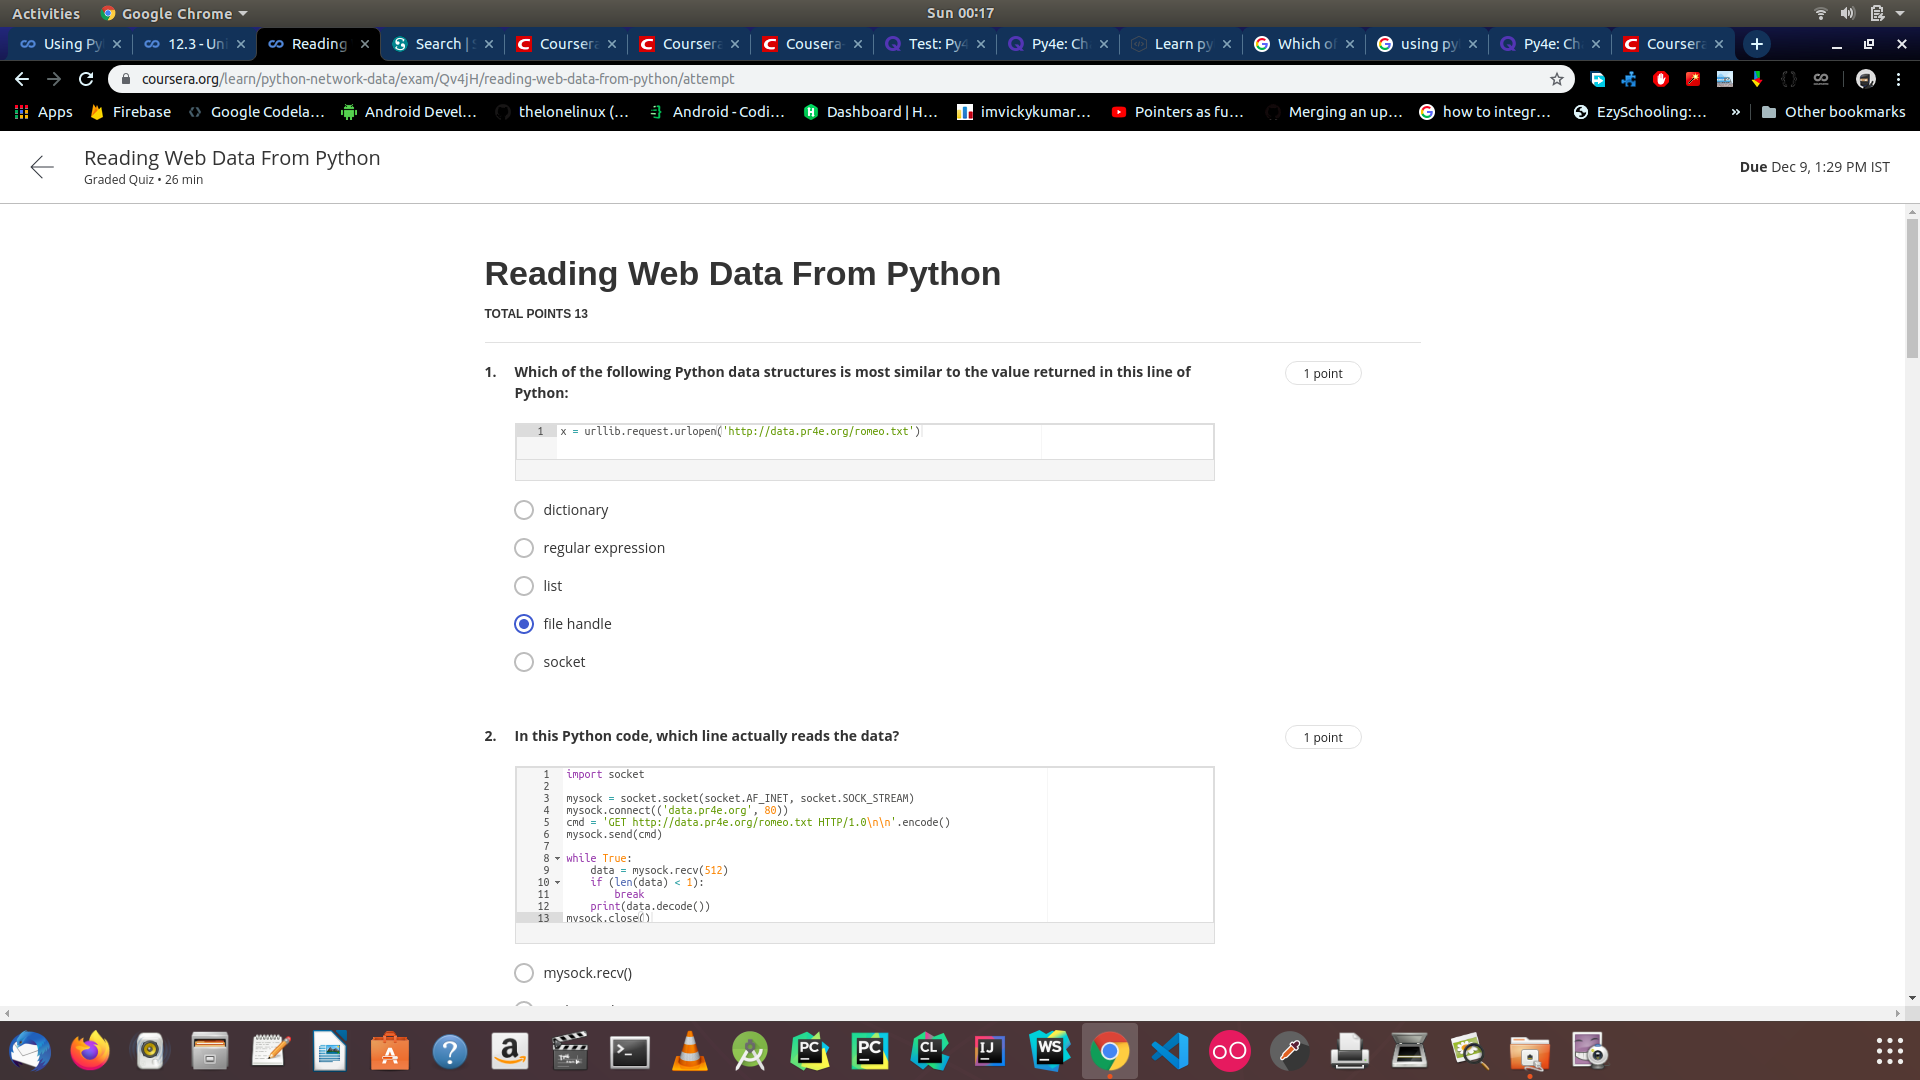 Activities Google Chrome Sun 00:17
Using Py 12.3 - Uni Reading Search | Coursera Coursera Cousera Test: Py4 Py4e: Ch Learn py Which of using py Py4e: Ch Coursera
coursera.org/learn/python-network-data/exam/Qv4jH/reading-web-data-from-python/attempt
Apps Firebase Google Codela... Android Devel... thelonelinux (... Android - Codi... Dashboard | H... imvickykumar... Pointers as fu... Merging an up... how to integr... EzySchooling:... » Other bookmarks
Reading Web Data From Python
Graded Quiz • 26 min
Due Dec 9, 1:29 PM IST
Reading Web Data From Python
TOTAL POINTS 13
1. Which of the following Python data structures is most similar to the value returned in this line of
Python:
1 point
1 x = urllib.request.urlopen('http://data.pr4e.org/romeo.txt')
dictionary
regular expression
list
file handle
socket
2. In this Python code, which line actually reads the data?
1 point
1 import socket
2
3 mysock = socket.socket(socket.AF_INET, socket.SOCK_STREAM)
4 mysock.connect(('data.pr4e.org', 80))
5 cmd = 'GET http://data.pr4e.org/romeo.txt HTTP/1.0\n\n'.encode()
6 mysock.send(cmd)
7
8 while True:
9 data = mysock.recv(512)
10 if (len(data) < 1):
11 break
12 print(data.decode())
13 mysock.close()
mysock.recv()